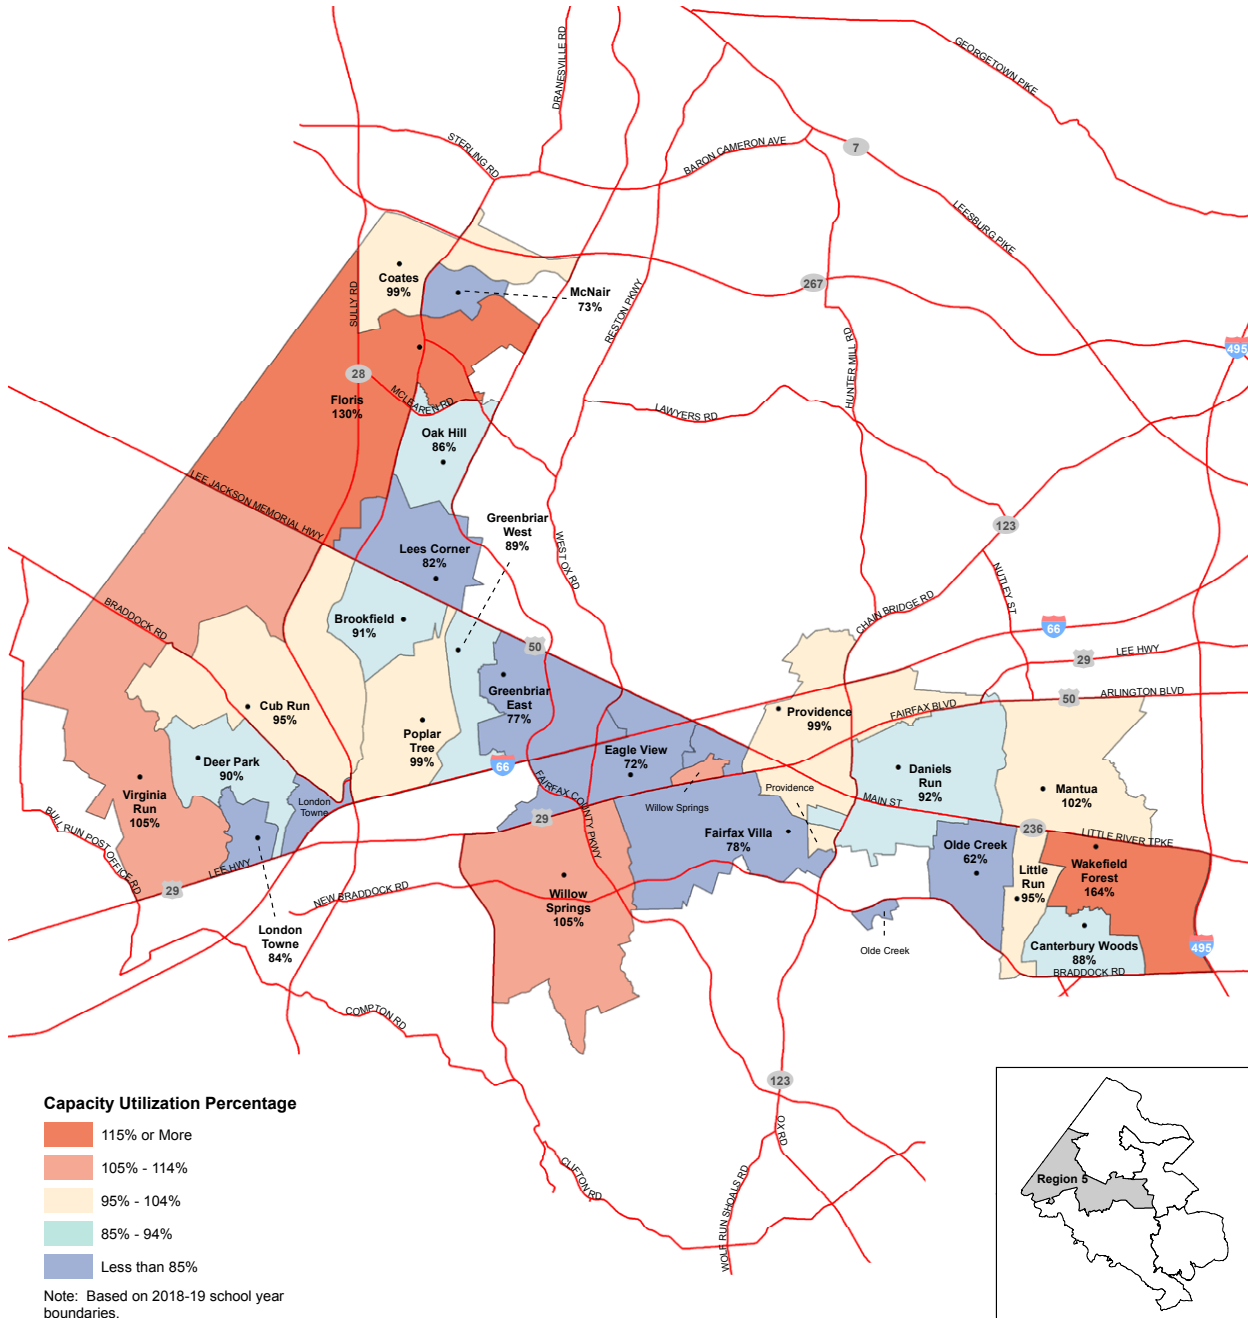 DRANESVILLE RD
GEORGETOWN PIKE
STERLING RD
BARON CAMERON AVE
7
LEESBURG PIKE
Coates
99%
McNair
73%
SULLY RD
RESTON PKWY
267
HUNTER MILL RD
495
28
MCLEAREN RD
Floris
130%
LAWYERS RD
Oak Hill
86%
LEE JACKSON MEMORIAL HWY
Greenbriar
West
89%
WEST OX RD
123
Lees Corner
82%
NUTLEY ST
BRADDOCK RD
Brookfield
91%
CHAIN BRIDGE RD
66
50
29
LEE HWY
Greenbriar
East
77%
50
ARLINGTON BLVD
Cub Run
95%
Providence
99%
FAIRFAX BLVD
Poplar
Tree
99%
Eagle View
72%
Deer Park
90%
66
Daniels
Run
92%
Virginia
Run
105%
London
Towne
FAIRFAX COUNTY PKWY
Willow Springs
Providence
MAIN ST
Mantua
102%
BULL RUN POST OFFICE RD
29
Fairfax Villa
78%
236
LITTLE RIVER TPKE
Olde Creek
62%
LEE HWY
29
NEW BRADDOCK RD
Willow
Springs
105%
Little
Run
95%
Wakefield
Forest
164%
London
Towne
84%
Olde Creek
Canterbury Woods
88%
BRADDOCK RD
495
COMPTON RD
123
OX RD
CLIFTON RD
WOLF RUN SHOALS RD
Capacity Utilization Percentage
115% or More
105% - 114%
95% - 104%
85% - 94%
Less than 85%
Note:  Based on 2018-19 school year
boundaries.
Region 5